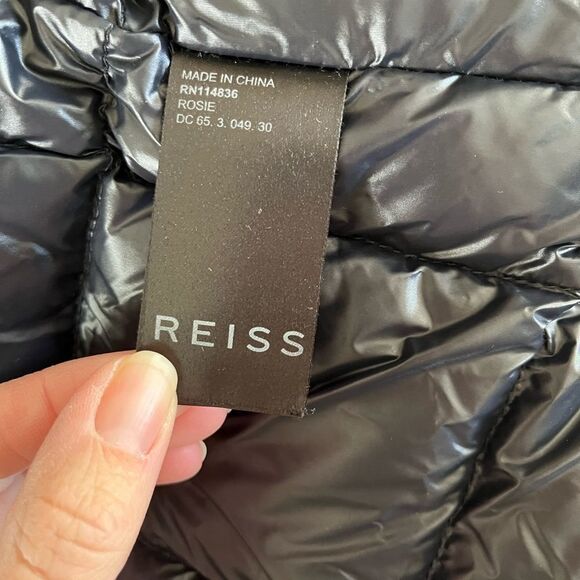 MADE IN CHINA
RN114836
ROSIE
DC 65. 3. 049. 30
REISS